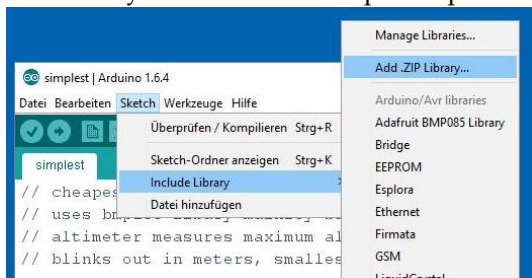 Manage Libraries...
Add .ZIP Library...
Arduino/Avr libraries
Adafruit BMP085 Library
Bridge
EEPROM
Esplora
Ethernet
Firmata
GSM
simplest | Arduino 1.6.4
Datei Bearbeiten Sketch Werkzeuge Hilfe
Überprüfen / Kompilieren Strg+R
Sketch-Ordner anzeigen Strg+K
Include Library
Datei hinzufügen
simplest
// cheapes
// uses
// altimeter measures maximum al
// blinks out in meters, smalles